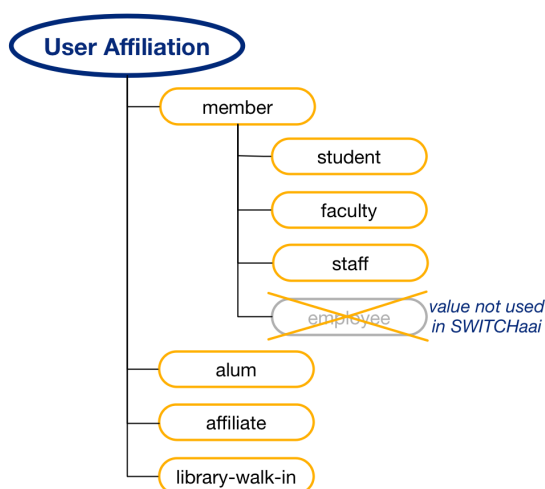 User Affiliation
member
student
faculty
staff
employee
value not used
in SWITCHaai
alum
affiliate
library-walk-in